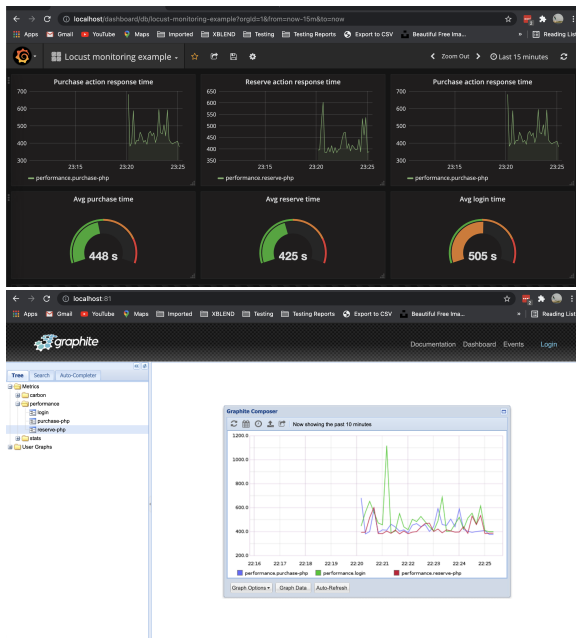 localhost/dashboard/db/locust-monitoring-example?orgId=1&from=now-15m&to=now
Apps Gmail YouTube Maps Imported XBLEND Testing Testing Reports Export to CSV Beautiful Free Ima... » Reading List
Locust monitoring example Zoom Out Last 15 minutes
Purchase action response time Reserve action response time Purchase action response time
700 650 700
600 600 600
550
500 500 500
450
400 400 400
300 350 300
23:15 23:20 23:25 23:15 23:20 23:25 23:15 23:20 23:25
performance.purchase-php performance.reserve-php performance.purchase-php
Avg purchase time Avg reserve time Avg login time
448 s 425 s 505 s
localhost:81
Apps Gmail YouTube Maps Imported XBLEND Testing Testing Reports Export to CSV Beautiful Free Ima... » Reading List
graphite Documentation Dashboard Events Login
Tree Search Auto-Completer
Metrics
carbon
performance
login
purchase-php
reserve-php
stats
User Graphs
Graphite Composer
Now showing the past 10 minutes
1200.0
1000.0
800.0
600.0
400.0
200.0
22:16 22:17 22:18 22:19 22:20 22:21 22:22 22:23 22:24 22:25
performance.purchase-php performance.login performance.reserve-php
Graph Options Graph Data Auto-Refresh